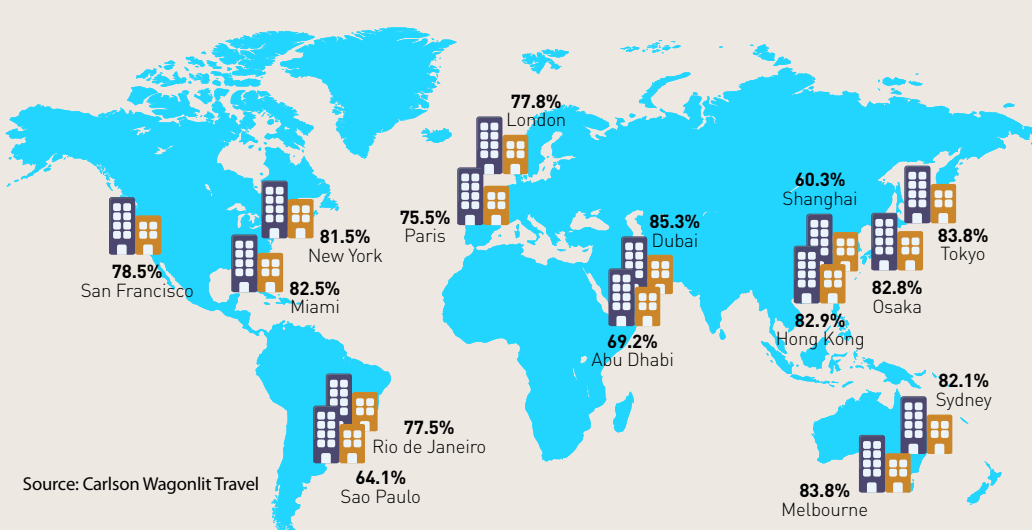 77.8%
London
60.3%
Shanghai
75.5%
Paris
85.3%
Dubai
81.5%
New York
83.8%
Tokyo
78.5%
San Francisco
82.5%
Miami
82.8%
Osaka
82.9%
Hong Kong
69.2%
Abu Dhabi
82.1%
Sydney
77.5%
Rio de Janeiro
64.1%
Sao Paulo
Source: Carlson Wagonlit Travel
83.8%
Melbourne